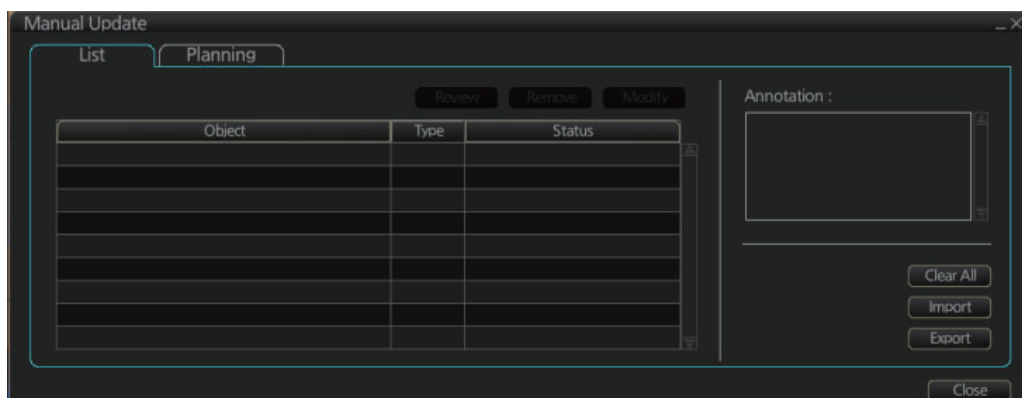 Manual Update
List Planning
Review Remove Modify
Object Type Status
Annotation :
Clear All
Import
Export
Close